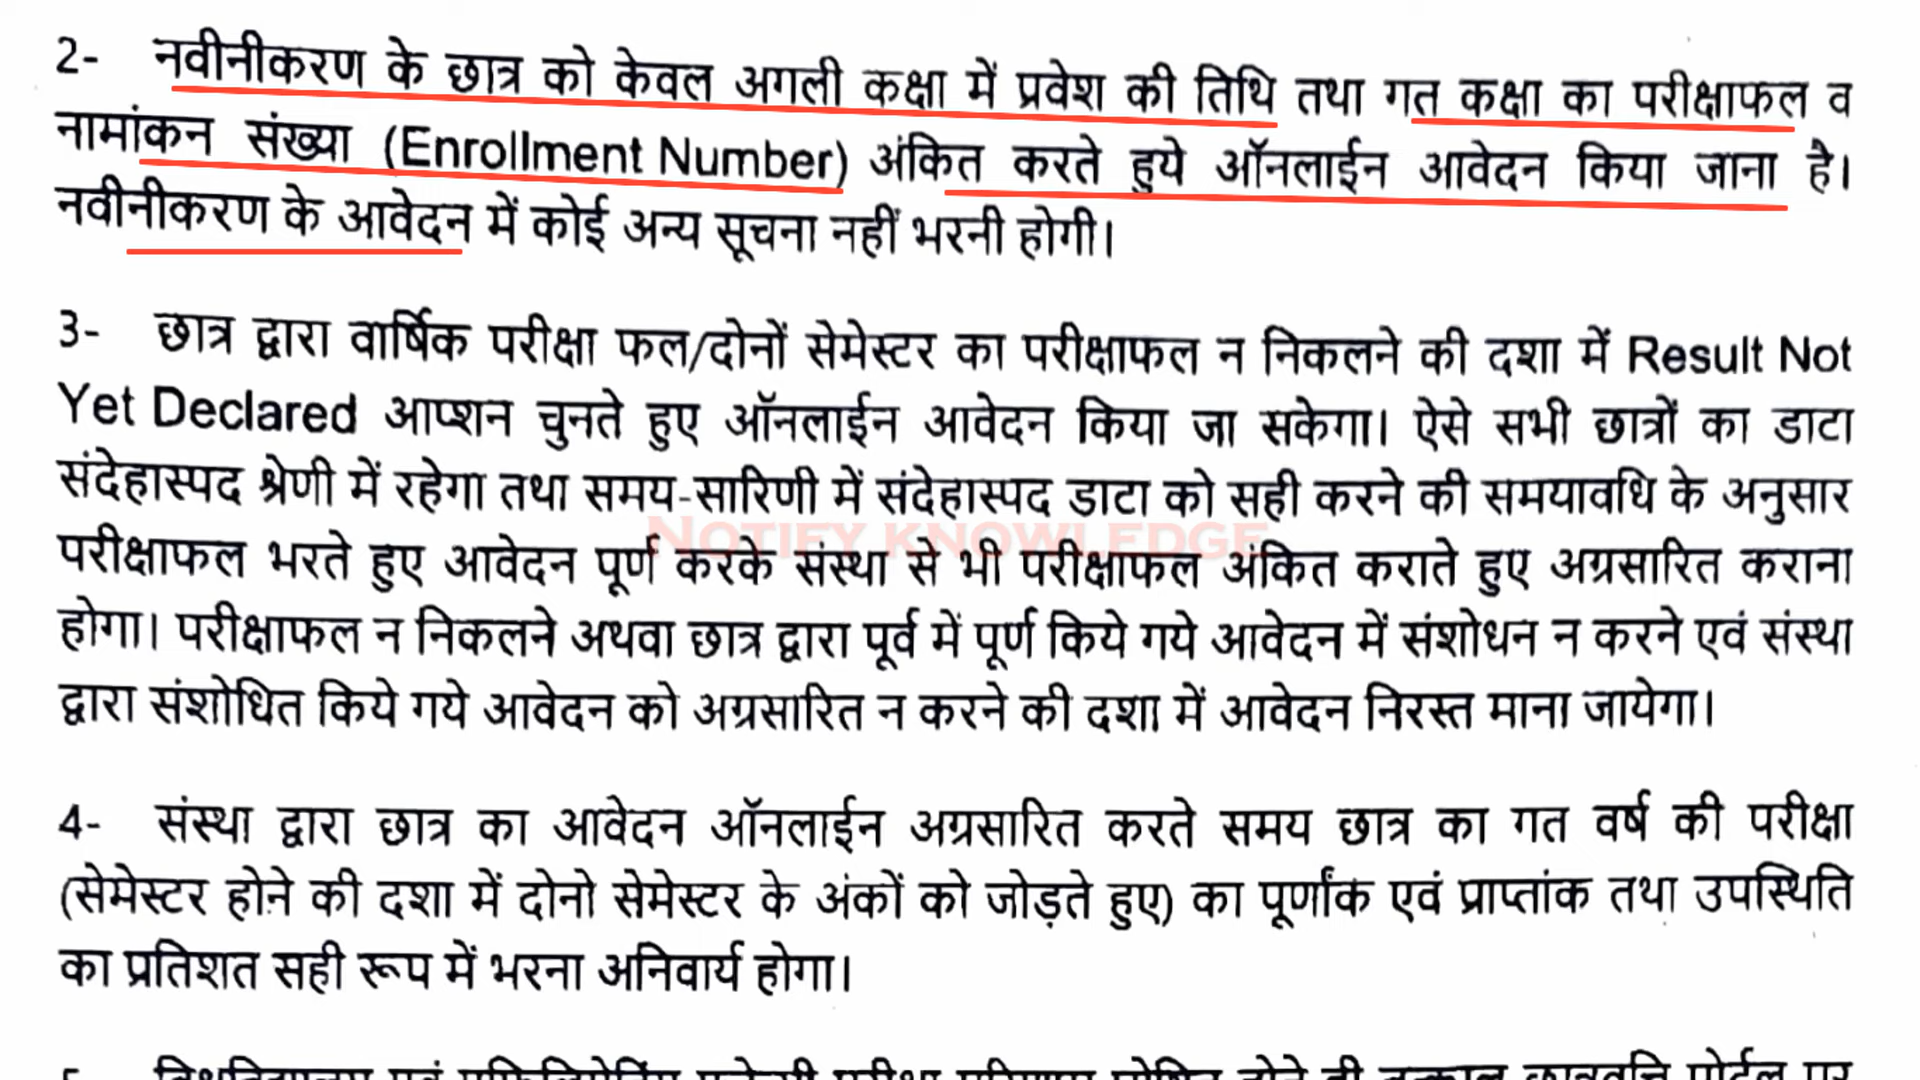 2- नवीनीकरण के छात्र को केवल अगली कक्षा में प्रवेश की तिथि तथा गत कक्षा का परीक्षाफल व
नामांकन संख्या (Enrollment Number) अंकित करते हुये ऑनलाईन आवेदन किया जाना है।
नवीनीकरण के आवेदन में कोई अन्य सूचना नहीं भरनी होगी।
3- छात्र द्वारा वार्षिक परीक्षा फल/दोनों सेमेस्टर का परीक्षाफल न निकलने की दशा में Result Not
Yet Declared आप्शन चुनते हुए ऑनलाईन आवेदन किया जा सकेगा। ऐसे सभी छात्रों का डाटा
संदेहास्पद श्रेणी में रहेगा तथा समय-सारिणी में संदेहास्पद डाटा को सही करने की समयावधि के अनुसार
NOTIFY KNOWLEDGE
परीक्षाफल भरते हुए आवेदन पूर्ण करके संस्था से भी परीक्षाफल अंकित कराते हुए अग्रसारित कराना
होगा। परीक्षाफल न निकलने अथवा छात्र द्वारा पूर्व में पूर्ण किये गये आवेदन में संशोधन न करने एवं संस्था
द्वारा संशोधित किये गये आवेदन को अग्रसारित न करने की दशा में आवेदन निरस्त माना जायेगा।
4- संस्था द्वारा छात्र का आवेदन ऑनलाईन अग्रसारित करते समय छात्र का गत वर्ष की परीक्षा
(सेमेस्टर होने की दशा में दोनो सेमेस्टर के अंकों को जोड़ते हुए) का पूर्णांक एवं प्राप्तांक तथा उपस्थिति
का प्रतिशत सही रूप में भरना अनिवार्य होगा।